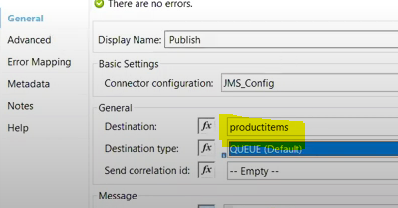 There are no errors.
General
Advanced
Error Mapping
Metadata
Notes
Help
Display Name: Publish
Basic Settings
Connector configuration: JMS_Config
General
Destination: fx productitems
Destination type: fx QUEUE (Default)
Send correlation id: fx -- Empty --
Message